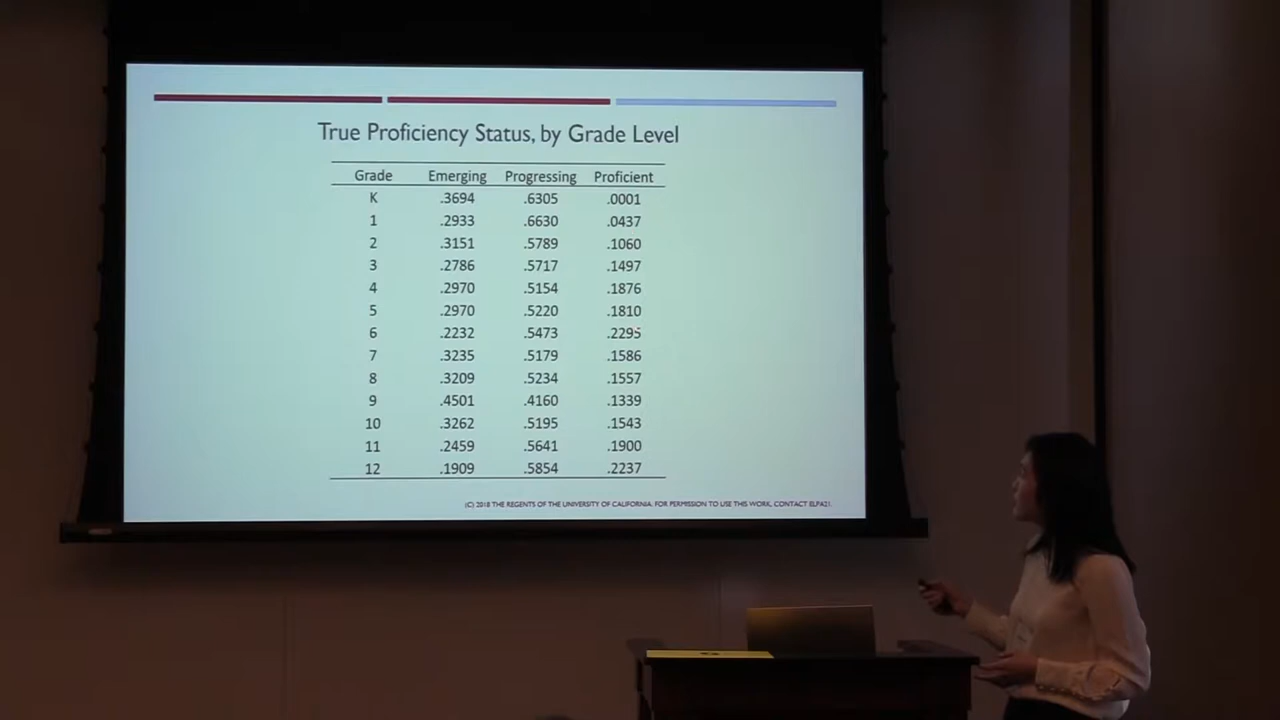 True Proficiency Status, by Grade Level
Grade Emerging Progressing Proficient
K .3694 .6305 .0001
1 .2933 .6630 .0437
2 .3151 .5789 .1060
3 .2786 .5717 .1497
4 .2970 .5154 .1876
5 .2970 .5220 .1810
6 .2232 .5473 .2295
7 .3235 .5179 .1586
8 .3209 .5234 .1557
9 .4501 .4160 .1339
10 .3262 .5195 .1543
11 .2459 .5641 .1900
12 .1909 .5854 .2237
(C) 2018 THE REGENTS OF THE UNIVERSITY OF CALIFORNIA. FOR PERMISSION TO USE THIS WORK, CONTACT ELPA21.